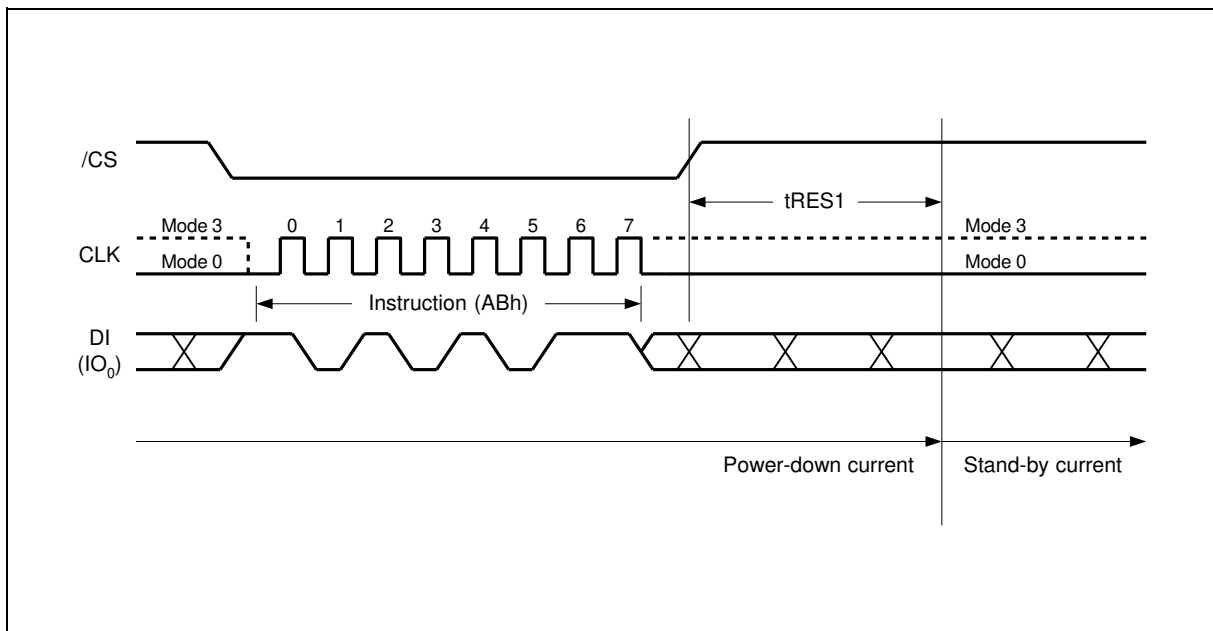 /CS
tRES1
Mode 3 0 1 2 3 4 5 6 7 Mode 3
CLK
Mode 0 Mode 0
Instruction (ABh)
DI
(IO₀)
Power-down current Stand-by current